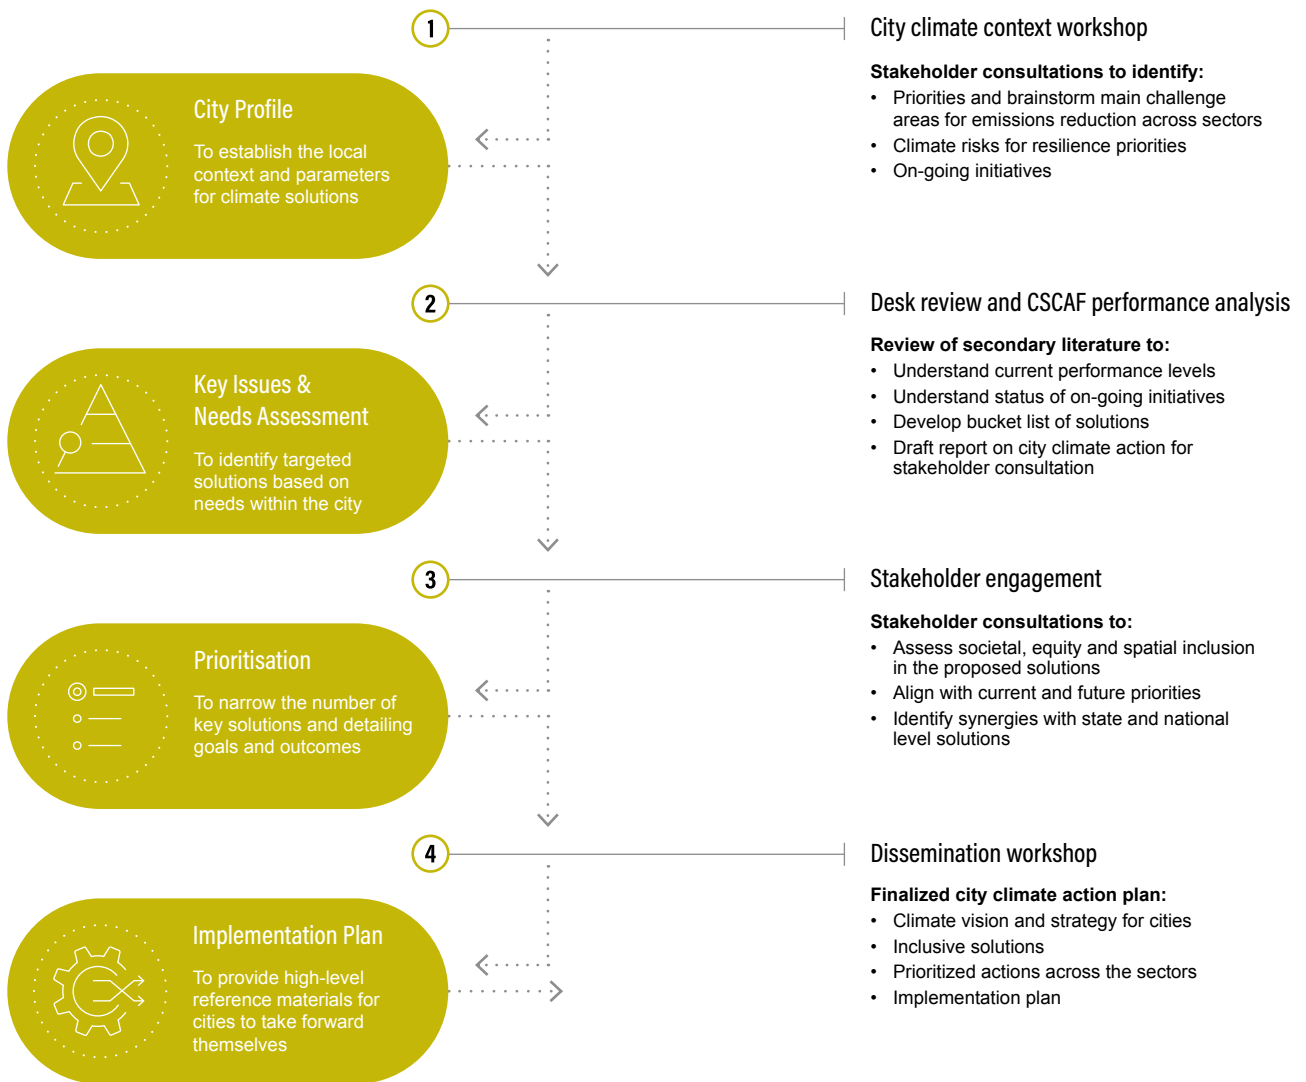 1
City climate context workshop
Stakeholder consultations to identify:
• Priorities and brainstorm main challenge
areas for emissions reduction across sectors
• Climate risks for resilience priorities
• On-going initiatives
City Profile
To establish the local
context and parameters
for climate solutions
2
Desk review and CSCAF performance analysis
Review of secondary literature to:
• Understand current performance levels
• Understand status of on-going initiatives
• Develop bucket list of solutions
• Draft report on city climate action for
stakeholder consultation
Key Issues &
Needs Assessment
To identify targeted
solutions based on
needs within the city
3
Stakeholder engagement
Stakeholder consultations to:
• Assess societal, equity and spatial inclusion
in the proposed solutions
• Align with current and future priorities
• Identify synergies with state and national
level solutions
Prioritisation
To narrow the number of
key solutions and detailing
goals and outcomes
4
Dissemination workshop
Finalized city climate action plan:
• Climate vision and strategy for cities
• Inclusive solutions
• Prioritized actions across the sectors
• Implementation plan
Implementation Plan
To provide high-level
reference materials for
cities to take forward
themselves